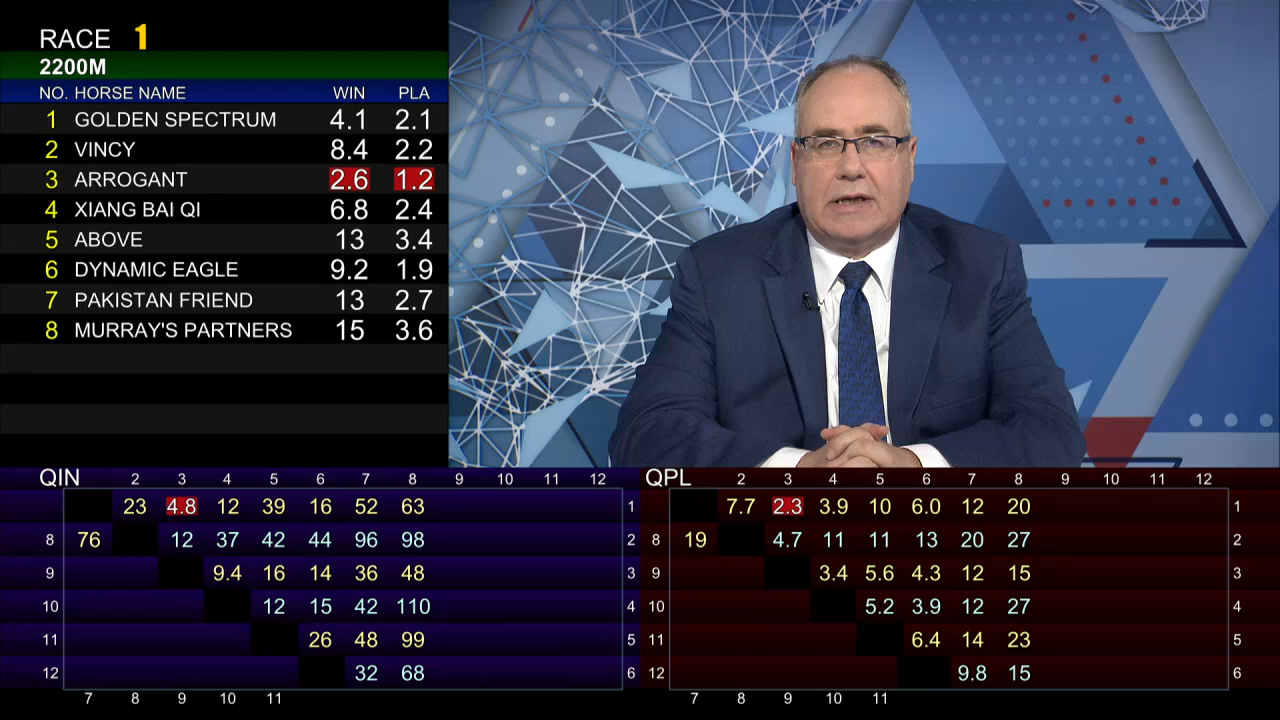 RACE 1
2200M
NO. HORSE NAME WIN PLA
1 GOLDEN SPECTRUM 4.1 2.1
2 VINCY 8.4 2.2
3 ARROGANT 2.6 1.2
4 XIANG BAI QI 6.8 2.4
5 ABOVE 13 3.4
6 DYNAMIC EAGLE 9.2 1.9
7 PAKISTAN FRIEND 13 2.7
8 MURRAY'S PARTNERS 15 3.6
QIN 2 3 4 5 6 7 8 9 10 11 12
23 4.8 12 39 16 52 63 1
8 76 12 37 42 44 96 98 2
9 9.4 16 14 36 48 3
10 12 15 42 110 4
11 26 48 99 5
12 32 68 6
7 8 9 10 11
QPL 2 3 4 5 6 7 8 9 10 11 12
7.7 2.3 3.9 10 6.0 12 20 1
8 19 4.7 11 11 13 20 27 2
9 3.4 5.6 4.3 12 15 3
10 5.2 3.9 12 27 4
11 6.4 14 23 5
12 9.8 15 6
7 8 9 10 11